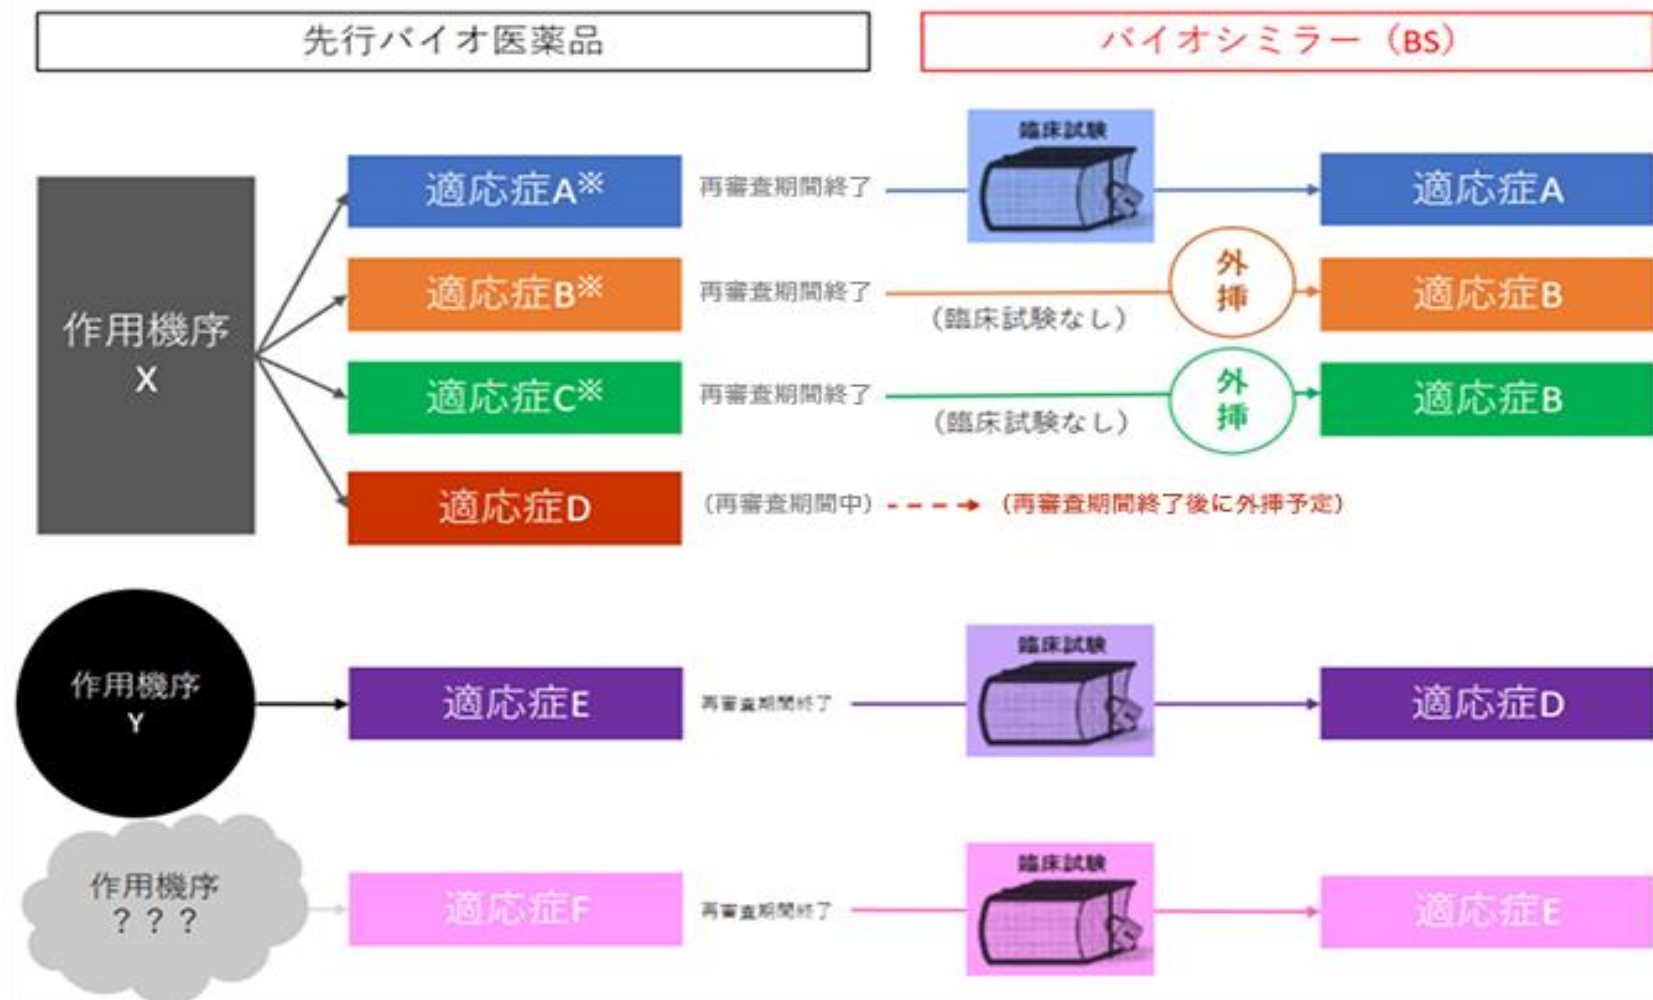 先行バイオ医薬品
バイオシミラー（BS）
作用機序
X
適応症A※
再審査期間終了
臨床試験
適応症A
適応症B※
再審査期間終了
（臨床試験なし）
外
挿
適応症B
適応症C※
再審査期間終了
（臨床試験なし）
外
挿
適応症B
適応症D
（再審査期間中）
（再審査期間終了後に外挿予定）
作用機序
Y
適応症E
再審査期間終了
臨床試験
適応症D
作用機序
？？？
適応症F
再審査期間終了
臨床試験
適応症E